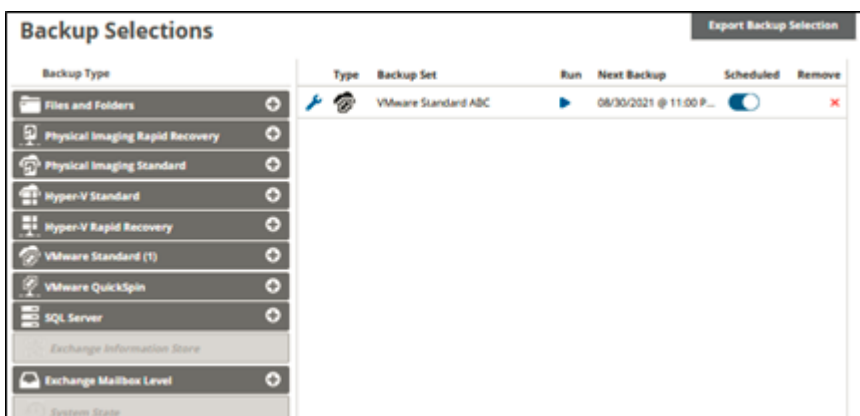 Backup Selections
Export Backup Selection
Backup Type
Type Backup Set Run Next Backup Scheduled Remove
Files and Folders
VMware Standard ABC 08/30/2021 @ 11:00 P...
Physical Imaging Rapid Recovery
Physical Imaging Standard
Hyper-V Standard
Hyper-V Rapid Recovery
VMware Standard (1)
VMware QuickSpin
SQL Server
Exchange Information Store
Exchange Mailbox Level
System State